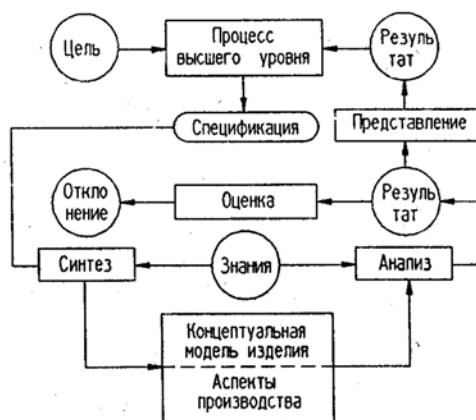 Цель
Процесс
высшего уровня
Резуль
тат
Спецификация
Представление
Откло
нение
Оценка
Резуль
тат
Синтез
Знания
Анализ
Концептуальная
модель изделия
Аспекты
производства